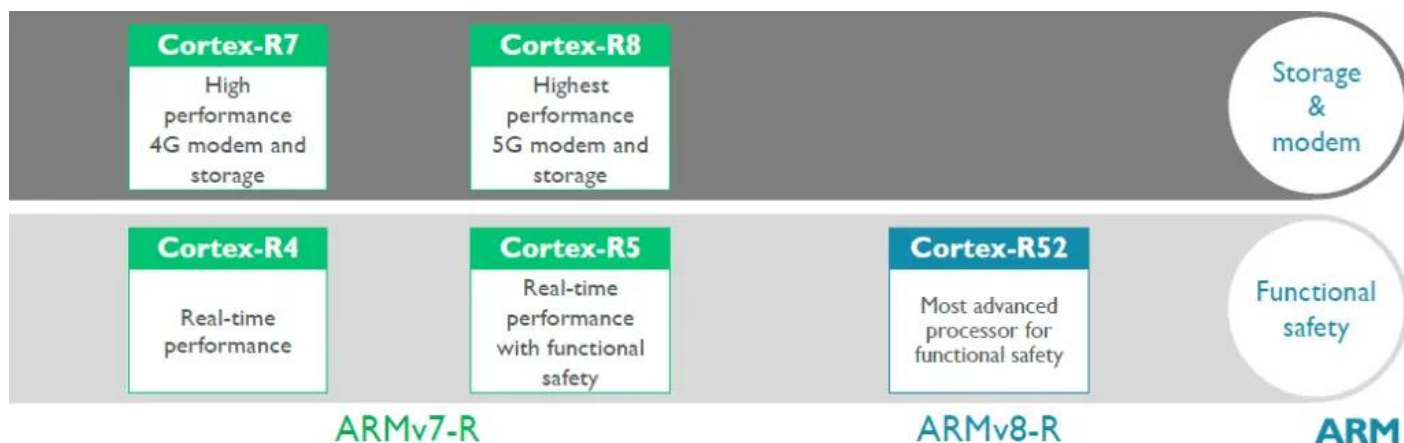 Cortex-R7
High
performance
4G modem and
storage
Cortex-R8
Highest
performance
5G modem and
storage
Storage
&
modem
Cortex-R4
Real-time
performance
Cortex-R5
Real-time
performance
with functional
safety
Cortex-R52
Most advanced
processor for
functional safety
Functional
safety
ARMv7-R
ARMv8-R
ARM